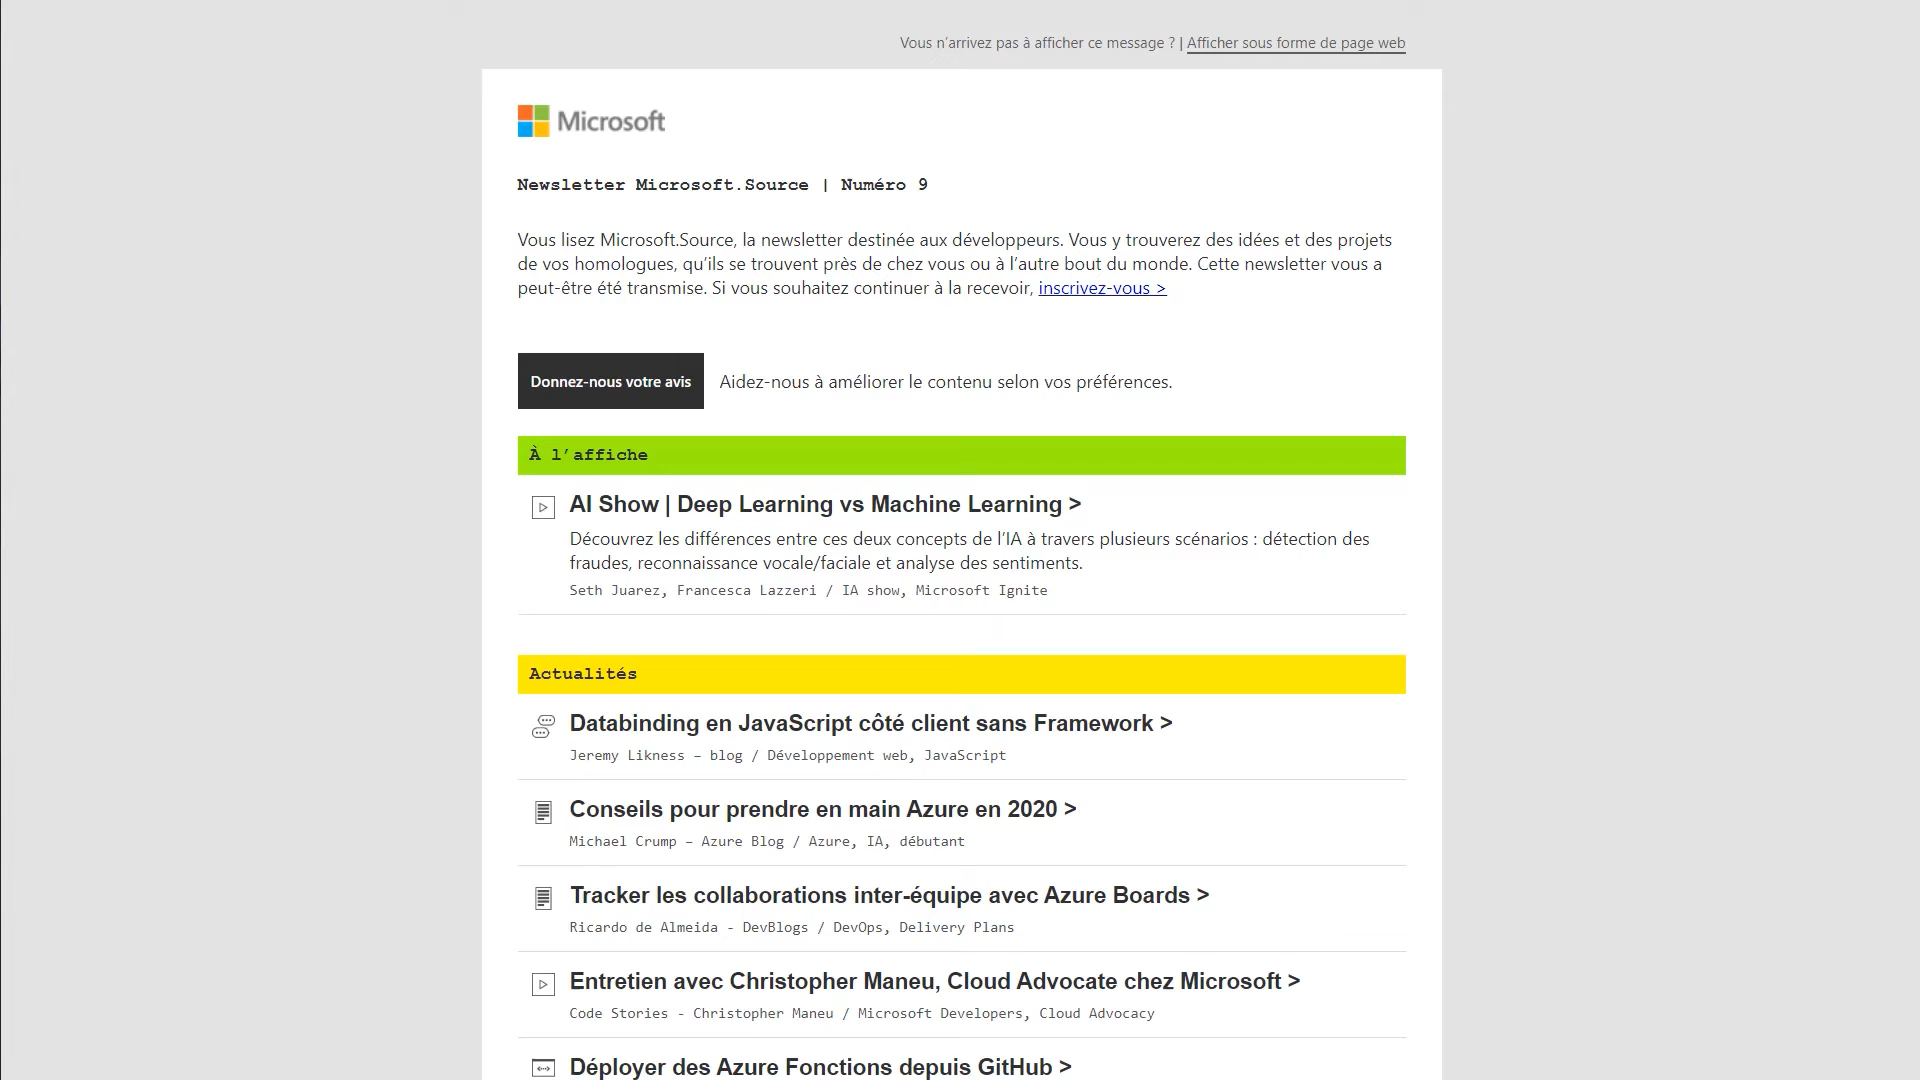 Vous n’arrivez pas à afficher ce message ? | Afficher sous forme de page web
Microsoft
Newsletter Microsoft.Source | Numéro 9
Vous lisez Microsoft.Source, la newsletter destinée aux développeurs. Vous y trouverez des idées et des projets
de vos homologues, qu’ils se trouvent près de chez vous ou à l’autre bout du monde. Cette newsletter vous a
peut-être été transmise. Si vous souhaitez continuer à la recevoir, inscrivez-vous >
Donnez-nous votre avis
Aidez-nous à améliorer le contenu selon vos préférences.
À l’affiche
AI Show | Deep Learning vs Machine Learning >
Découvrez les différences entre ces deux concepts de l’IA à travers plusieurs scénarios : détection des
fraudes, reconnaissance vocale/faciale et analyse des sentiments.
Seth Juarez, Francesca Lazzeri / IA show, Microsoft Ignite
Actualités
Databinding en JavaScript côté client sans Framework >
Jeremy Likness – blog / Développement web, JavaScript
Conseils pour prendre en main Azure en 2020 >
Michael Crump – Azure Blog / Azure, IA, débutant
Tracker les collaborations inter-équipe avec Azure Boards >
Ricardo de Almeida - DevBlogs / DevOps, Delivery Plans
Entretien avec Christopher Maneu, Cloud Advocate chez Microsoft >
Code Stories - Christopher Maneu / Microsoft Developers, Cloud Advocacy
Déployer des Azure Fonctions depuis GitHub >